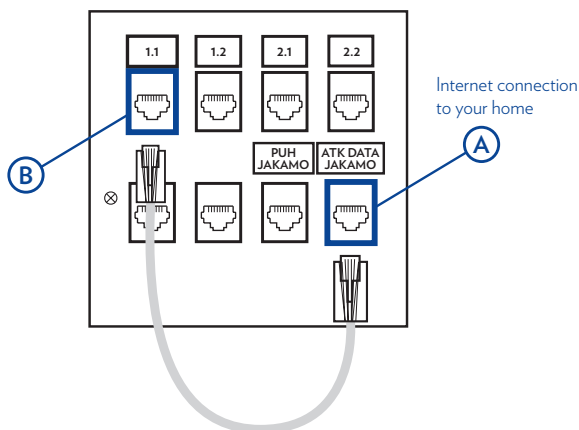 1.1 1.2 2.1 2.2
Internet connection
to your home
A
PUH ATK DATA
JAKAMO JAKAMO
B